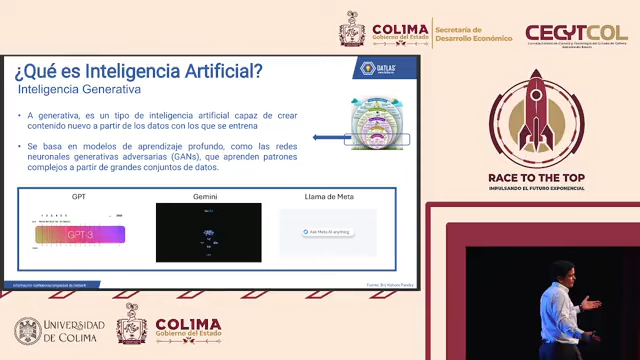 COLIMA
Gobierno del Estado
Secretaría de
Desarrollo Económico
CECYTCOL
¿Qué es Inteligencia Artificial?
Inteligencia Generativa
DATLAS
A generativa, es un tipo de inteligencia artificial capaz de crear
contenido nuevo a partir de los datos con los que se entrena
Se basa en modelos de aprendizaje profundo, como las redes
neuronales generativas adversarias (GANs), que aprenden patrones
complejos a partir de grandes conjuntos de datos.
GPT
Gemini
Llama de Meta
GPT-3
Ask Meta AI anything
RACE TO THE TOP
IMPULSANDO EL FUTURO EXPONENCIAL
UNIVERSIDAD
DE COLIMA
COLIMA
Gobierno del Estado